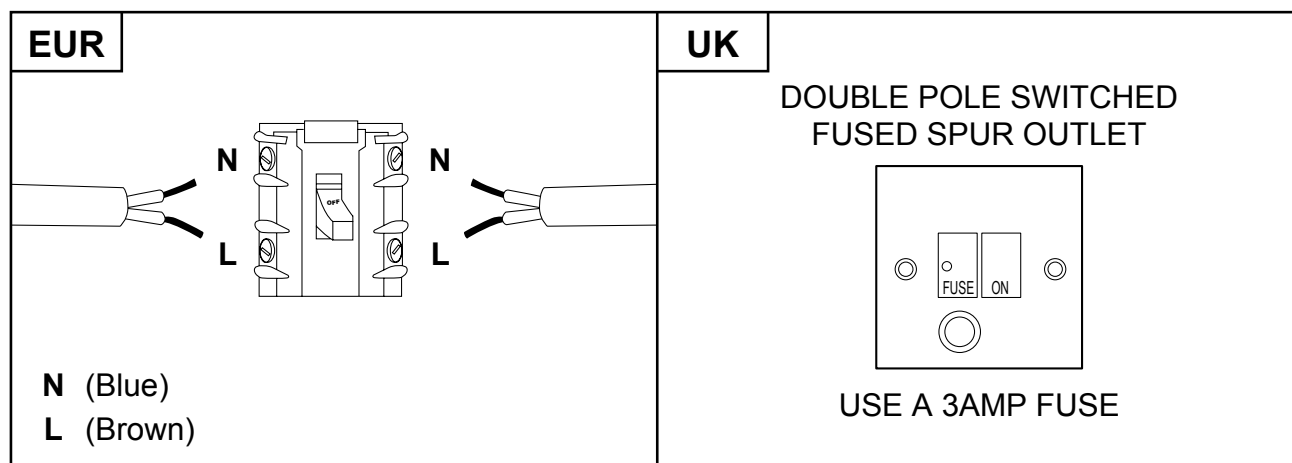 EUR
N
N
OFF
L
L
N (Blue)
L (Brown)
UK
DOUBLE POLE SWITCHED
FUSED SPUR OUTLET
FUSE ON
USE A 3AMP FUSE